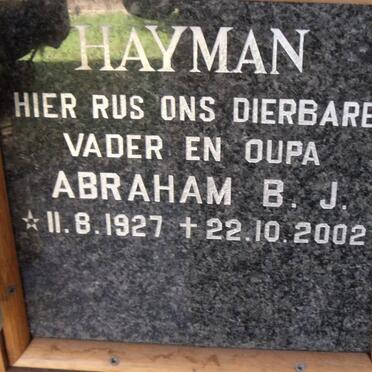 HAYMAN
HIER RUS ONS DIERBARE
VADER EN OUPA
ABRAHAM B. J.
☆ 11.8.1927 ✝ 22.10.2002